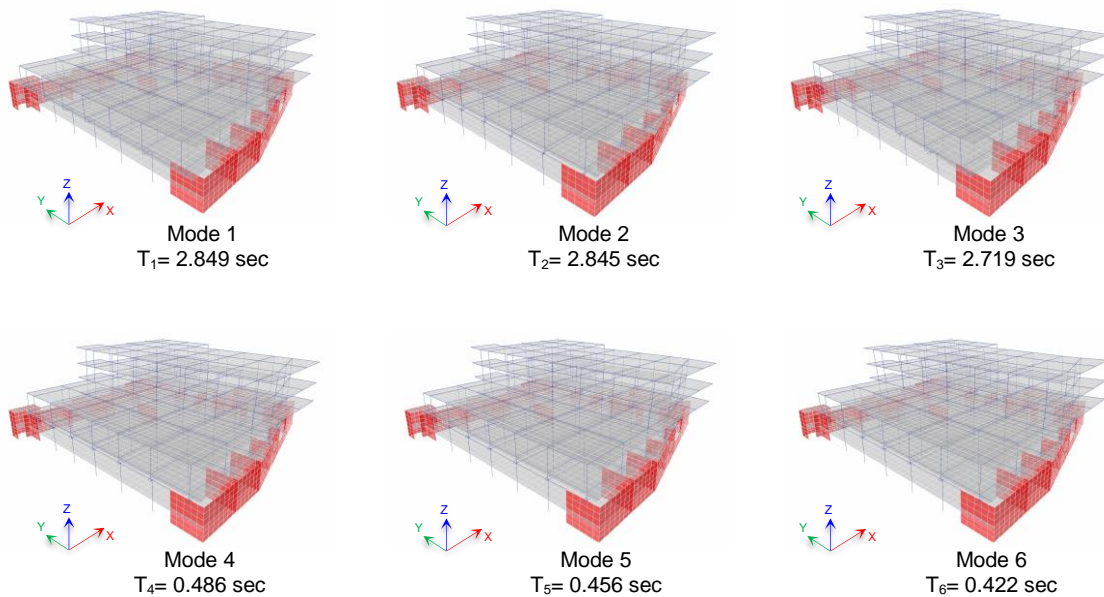 Z
Y
X
Mode 1
T₁= 2.849 sec
Z
Y
X
Mode 2
T₂= 2.845 sec
Z
Y
X
Mode 3
T₃= 2.719 sec
Z
Y
X
Mode 4
T₄= 0.486 sec
Z
Y
X
Mode 5
T₅= 0.456 sec
Z
Y
X
Mode 6
T₆= 0.422 sec